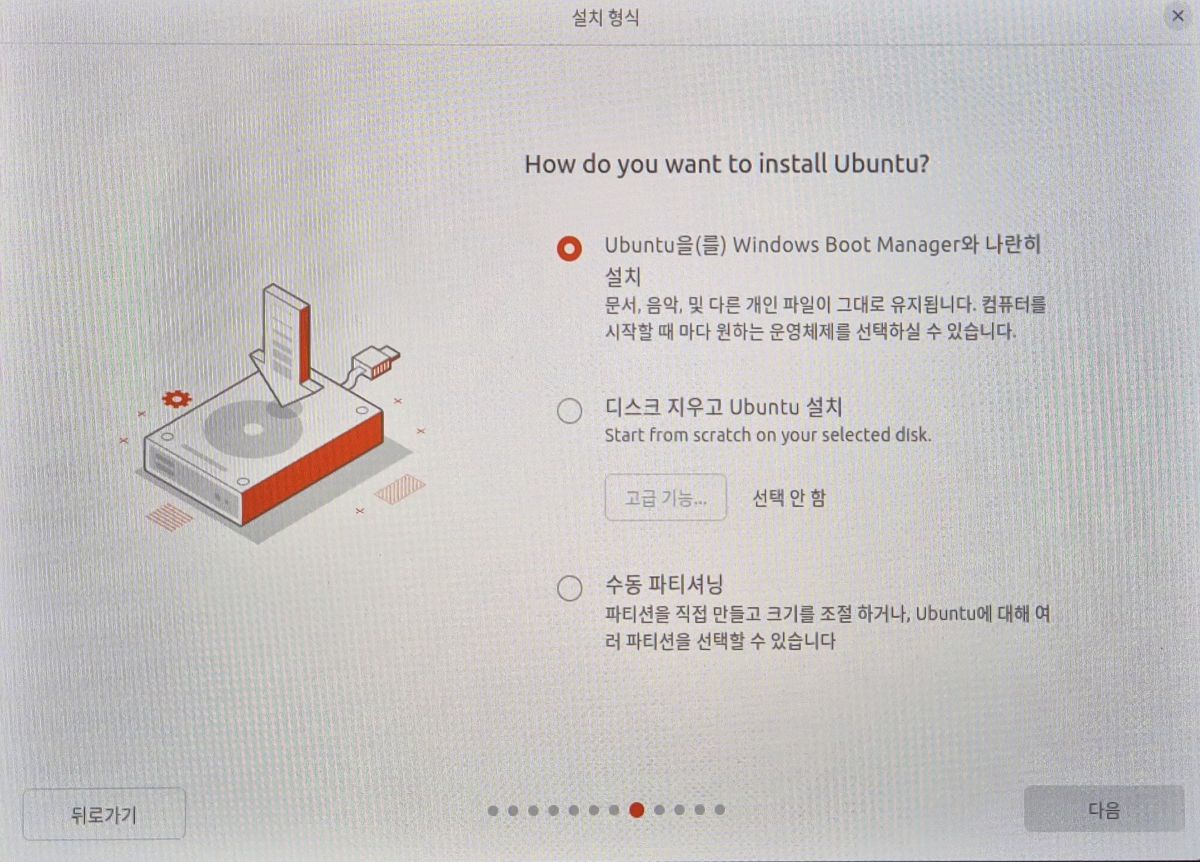 설치 형식
How do you want to install Ubuntu?
Ubuntu을(를) Windows Boot Manager와 나란히
설치
문서, 음악, 및 다른 개인 파일이 그대로 유지됩니다. 컴퓨터를
시작할 때 마다 원하는 운영체제를 선택하실 수 있습니다.
디스크 지우고 Ubuntu 설치
Start from scratch on your selected disk.
고급 기능...
선택 안 함
수동 파티셔닝
파티션을 직접 만들고 크기를 조절 하거나, Ubuntu에 대해 여
러 파티션을 선택할 수 있습니다
뒤로가기
다음